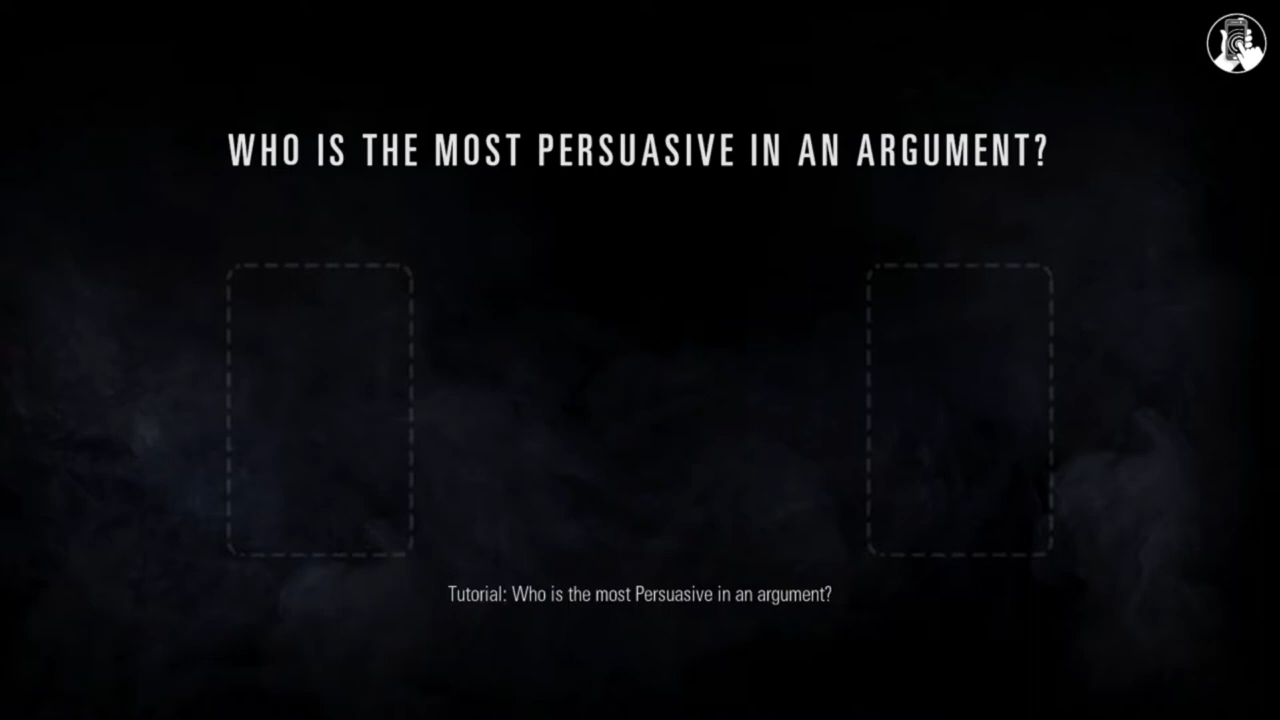 WHO IS THE MOST PERSUASIVE IN AN ARGUMENT?
Tutorial: Who is the most Persuasive in an argument?